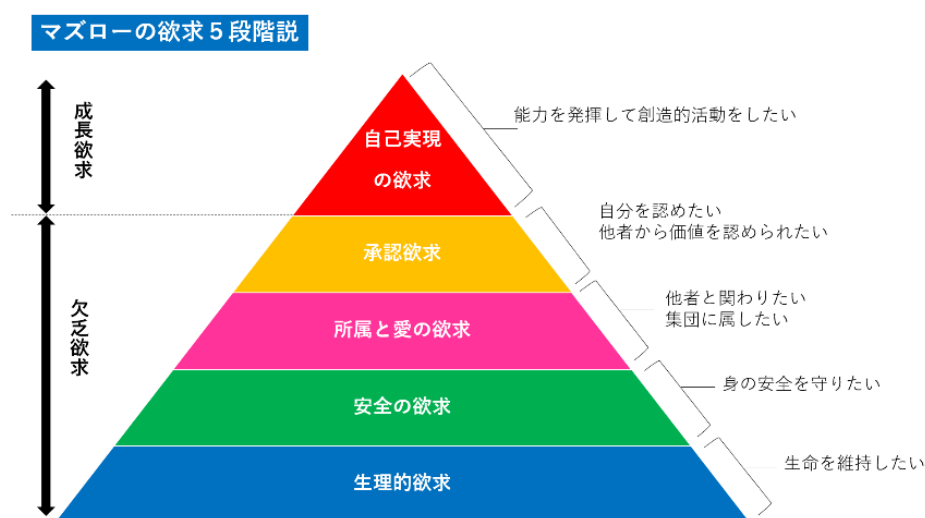 マズローの欲求５段階説
成長欲求
自己実現
の欲求
能力を発揮して創造的活動をしたい
承認欲求
自分を認めたい
他者から価値を認められたい
欠乏欲求
所属と愛の欲求
他者と関わりたい
集団に属したい
安全の欲求
身の安全を守りたい
生理的欲求
生命を維持したい